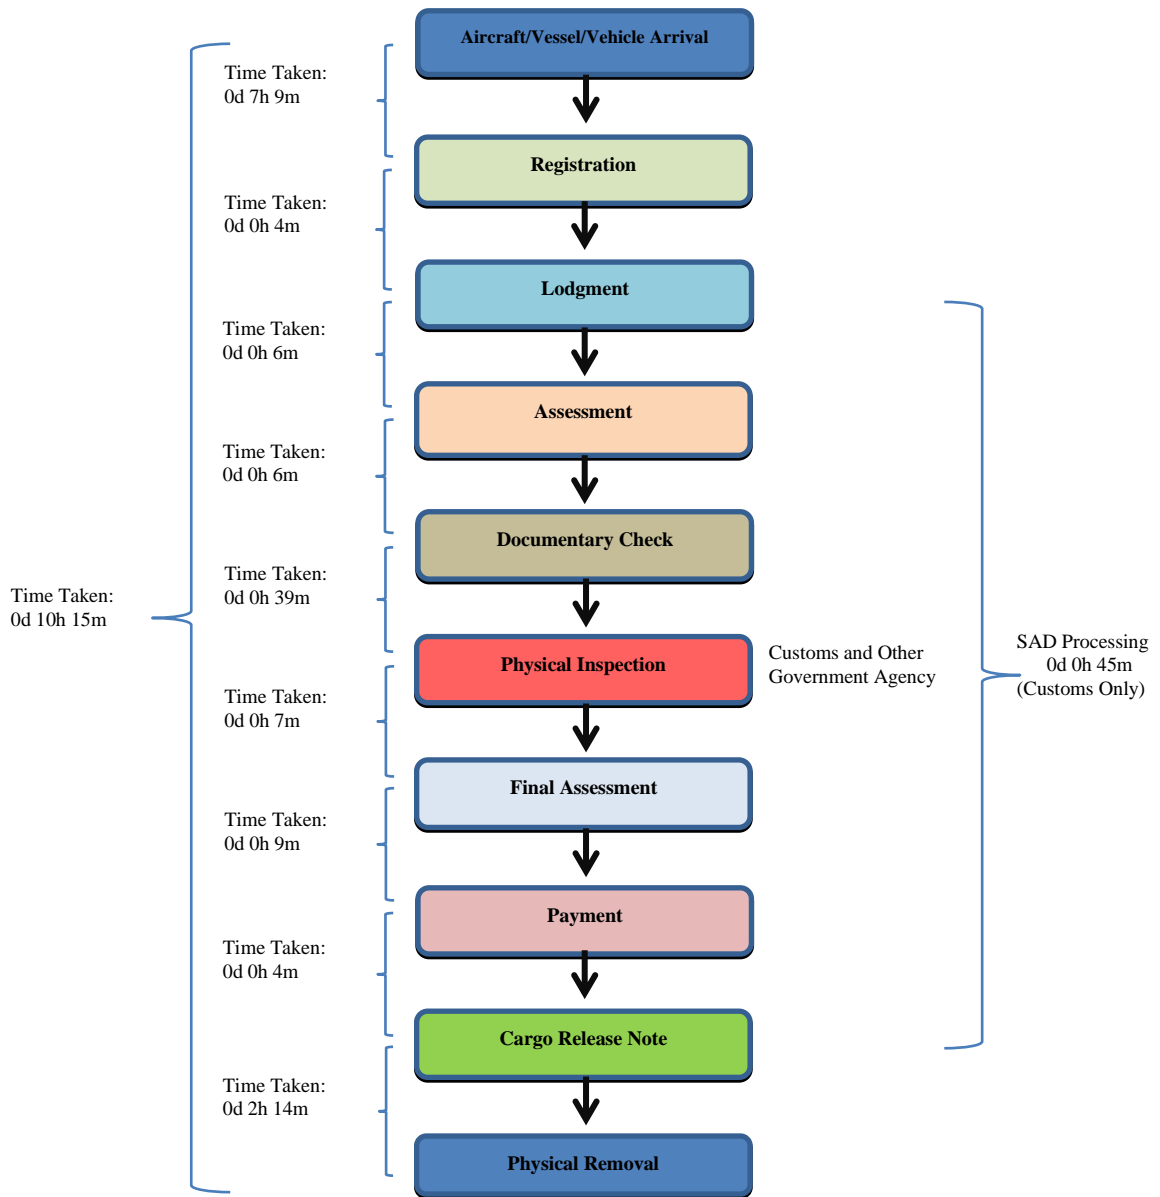 Aircraft/Vessel/Vehicle Arrival
Time Taken:
0d 7h 9m
Registration
Time Taken:
0d 0h 4m
Lodgment
Time Taken:
0d 0h 6m
Assessment
Time Taken:
0d 0h 6m
Documentary Check
Time Taken:
0d 0h 39m
Time Taken:
0d 10h 15m
Physical Inspection
Customs and Other
Government Agency
SAD Processing
0d 0h 45m
(Customs Only)
Time Taken:
0d 0h 7m
Final Assessment
Time Taken:
0d 0h 9m
Payment
Time Taken:
0d 0h 4m
Cargo Release Note
Time Taken:
0d 2h 14m
Physical Removal